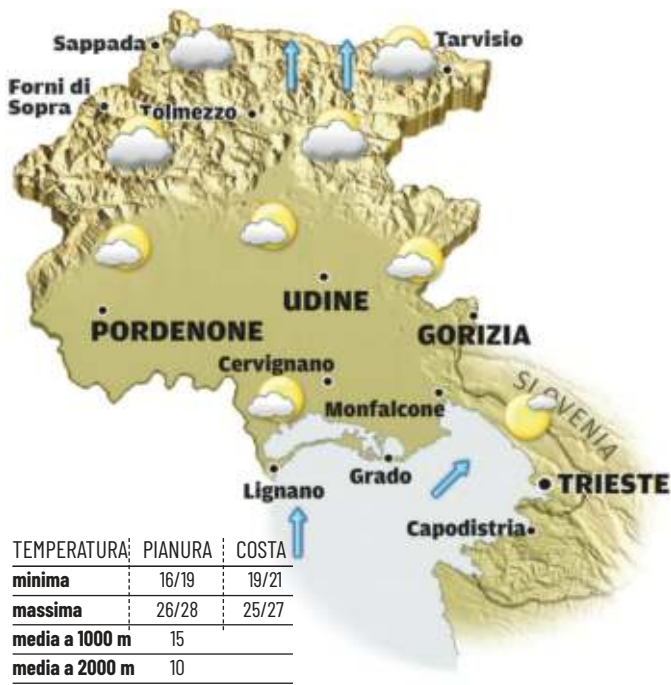 Sappada
Tarvisio
Forni di
Sopra
Tolmezzo
UDINE
PORDENONE
GORIZIA
Cervignano
SLOVENIA
Monfalcone
Grado
Lignano
TRIESTE
Capodistria
TEMPERATURA PIANURA COSTA
minima 16/19 19/21
massima 26/28 25/27
media a 1000 m 15
media a 2000 m 10